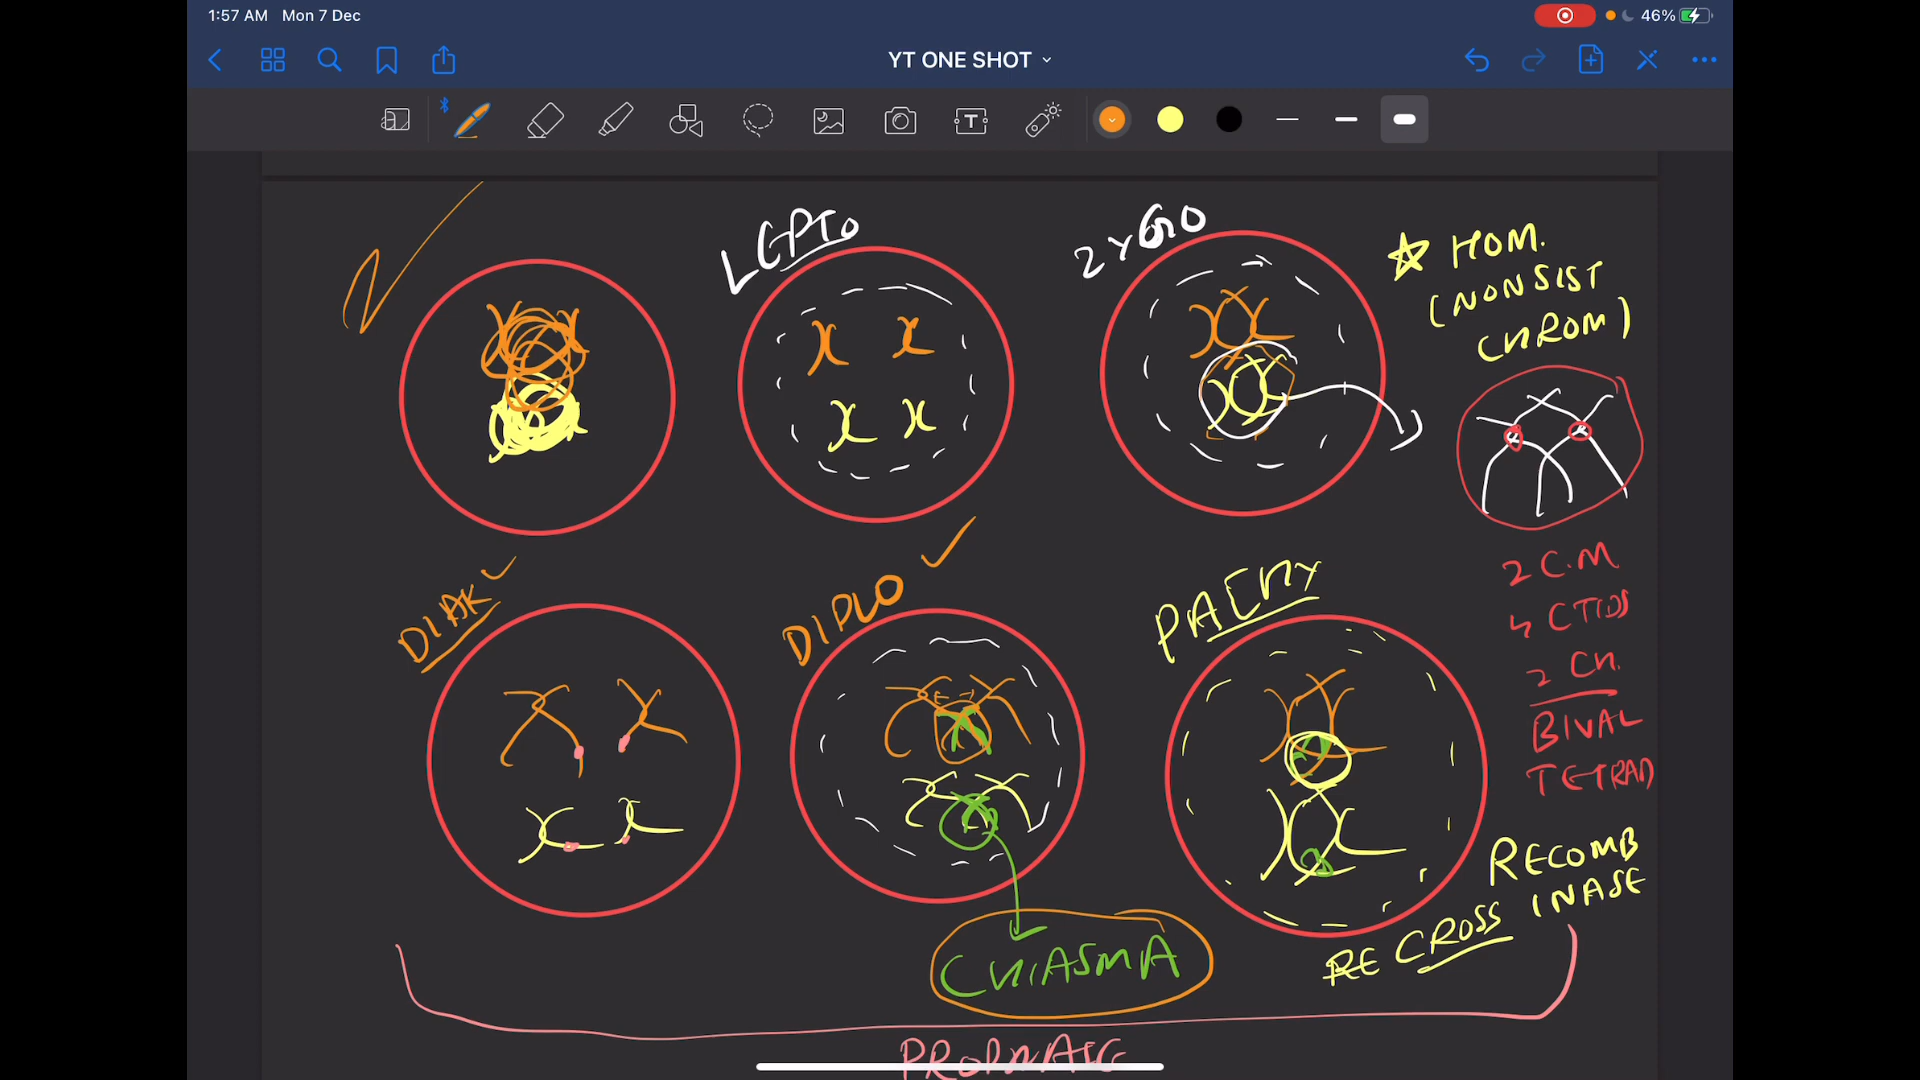 1:57 AM Mon 7 Dec
46%
YT ONE SHOT
T
LEPTO
ZYGO
HOM.
(NONSIST
CHROM)
2 C.M
4 CTIDS
2 CH.
BIVAL
TETRAD
DIAK
DIPLO
PACHY
RECOMB
INASE
RE CROSS
CHIASMA
PROPHASE